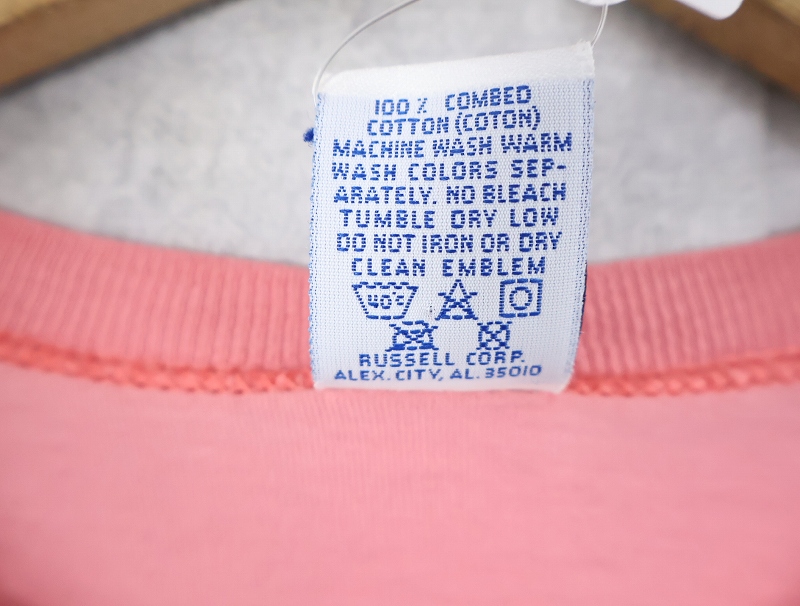 100 % COMBED
COTTON (COTON)
MACHINE WASH WARM
WASH COLORS SEP-
ARATELY. NO BLEACH
TUMBLE DRY LOW
DO NOT IRON OR DRY
CLEAN EMBLEM
40°C
RUSSELL CORP.
ALEX. CITY, AL. 35010